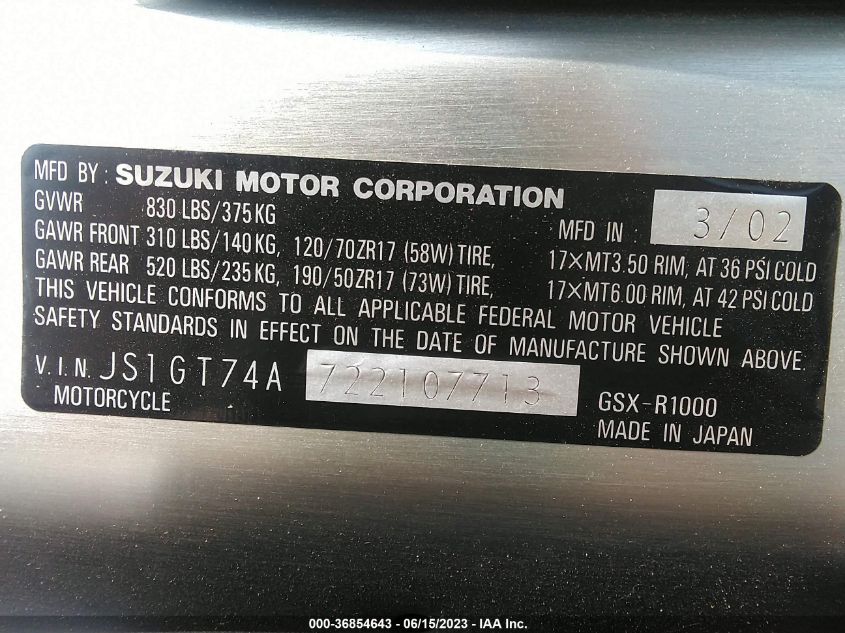 MFD BY : SUZUKI MOTOR CORPORATION
GVWR 830 LBS/375 KG MFD IN 3/02
GAWR FRONT 310 LBS/140 KG, 120/70ZR17 (58W) TIRE, 17×MT3.50 RIM, AT 36 PSI COLD
GAWR REAR 520 LBS/235 KG, 190/50ZR17 (73W) TIRE, 17×MT6.00 RIM, AT 42 PSI COLD
THIS VEHICLE CONFORMS TO ALL APPLICABLE FEDERAL MOTOR VEHICLE
SAFETY STANDARDS IN EFFECT ON THE DATE OF MANUFACTURE SHOWN ABOVE.
V.I.N. JS1GT74A 722107713 GSX-R1000
MOTORCYCLE MADE IN JAPAN
000-36854643 - 06/15/2023 - IAA Inc.